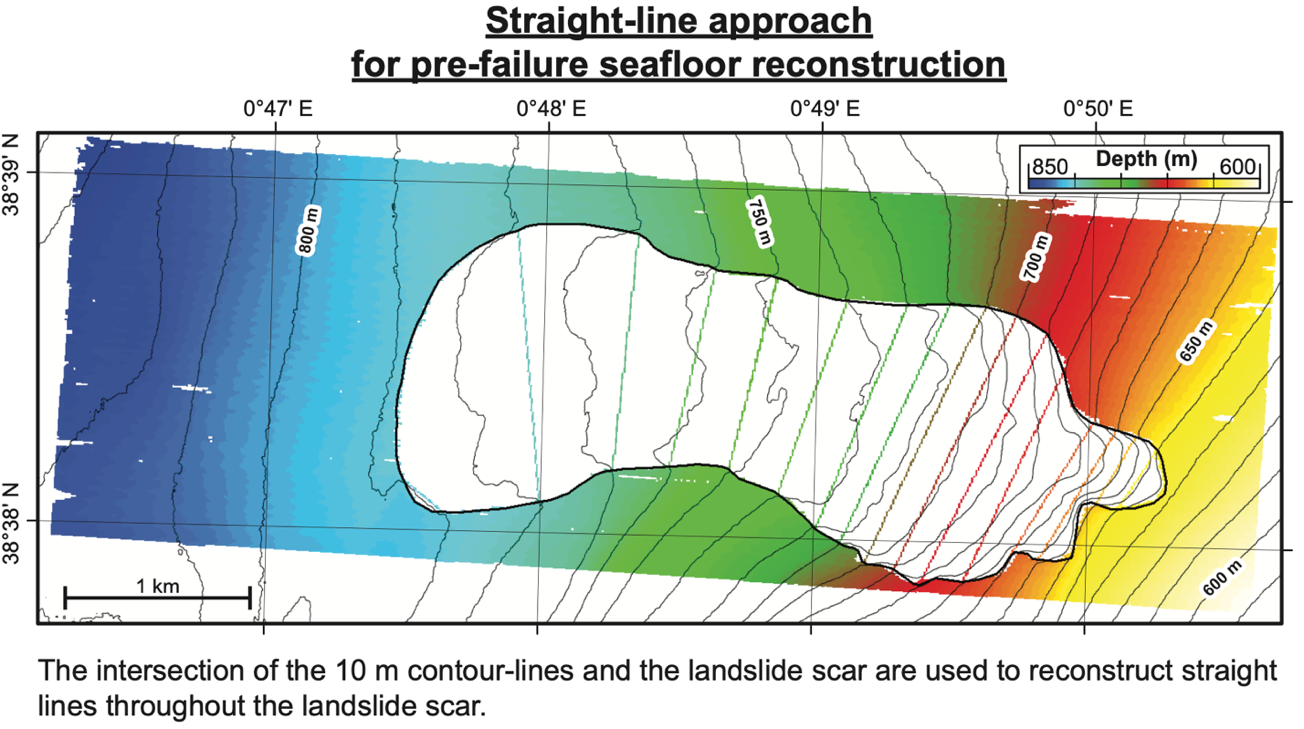 Straight-line approach
for pre-failure seafloor reconstruction
0°47' E
0°48' E
0°49' E
0°50' E
38°39' N
38°38' N
Depth (m)
850
600
800 m
750 m
700 m
650 m
600 m
1 km
The intersection of the 10 m contour-lines and the landslide scar are used to reconstruct straight
lines throughout the landslide scar.